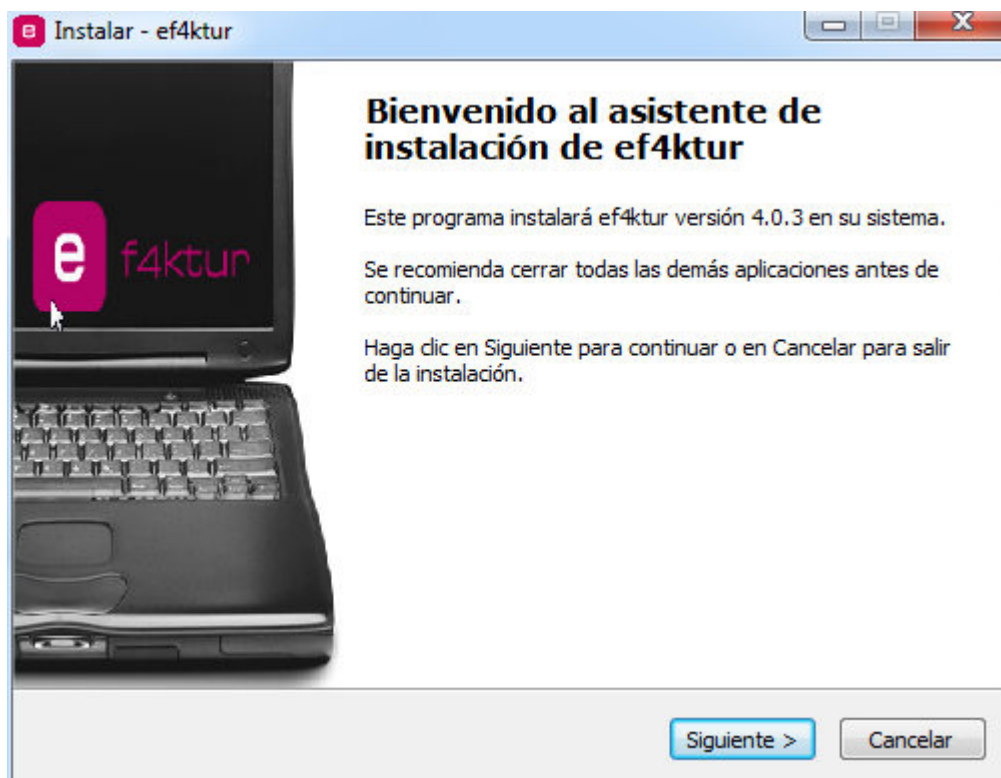 Instalar - ef4ktur
Bienvenido al asistente de
instalación de ef4ktur
e f4ktur
Este programa instalará ef4ktur versión 4.0.3 en su sistema.
Se recomienda cerrar todas las demás aplicaciones antes de
continuar.
Haga clic en Siguiente para continuar o en Cancelar para salir
de la instalación.
Siguiente >
Cancelar